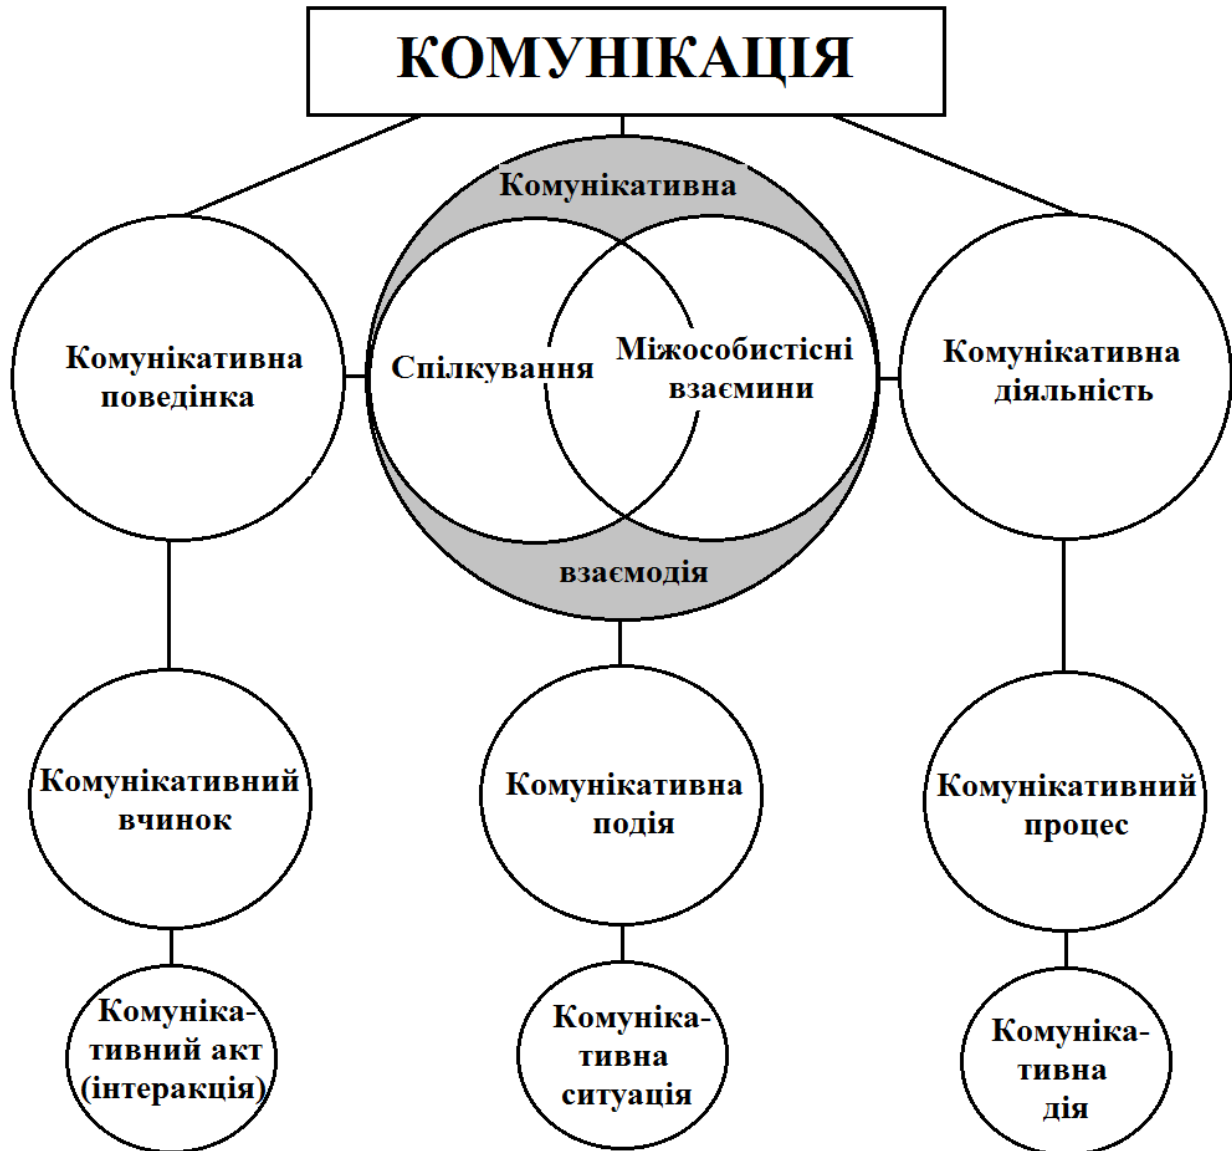 КОМУНІКАЦІЯ
Комунікативна
Комунікативна
поведінка
Спілкування
Міжособистісні
взаємини
Комунікативна
діяльність
взаємодія
Комунікативний
вчинок
Комунікативна
подія
Комунікативний
процес
Комуніка-
тивний акт
(інтеракція)
Комуніка-
тивна
ситуація
Комуніка-
тивна
дія